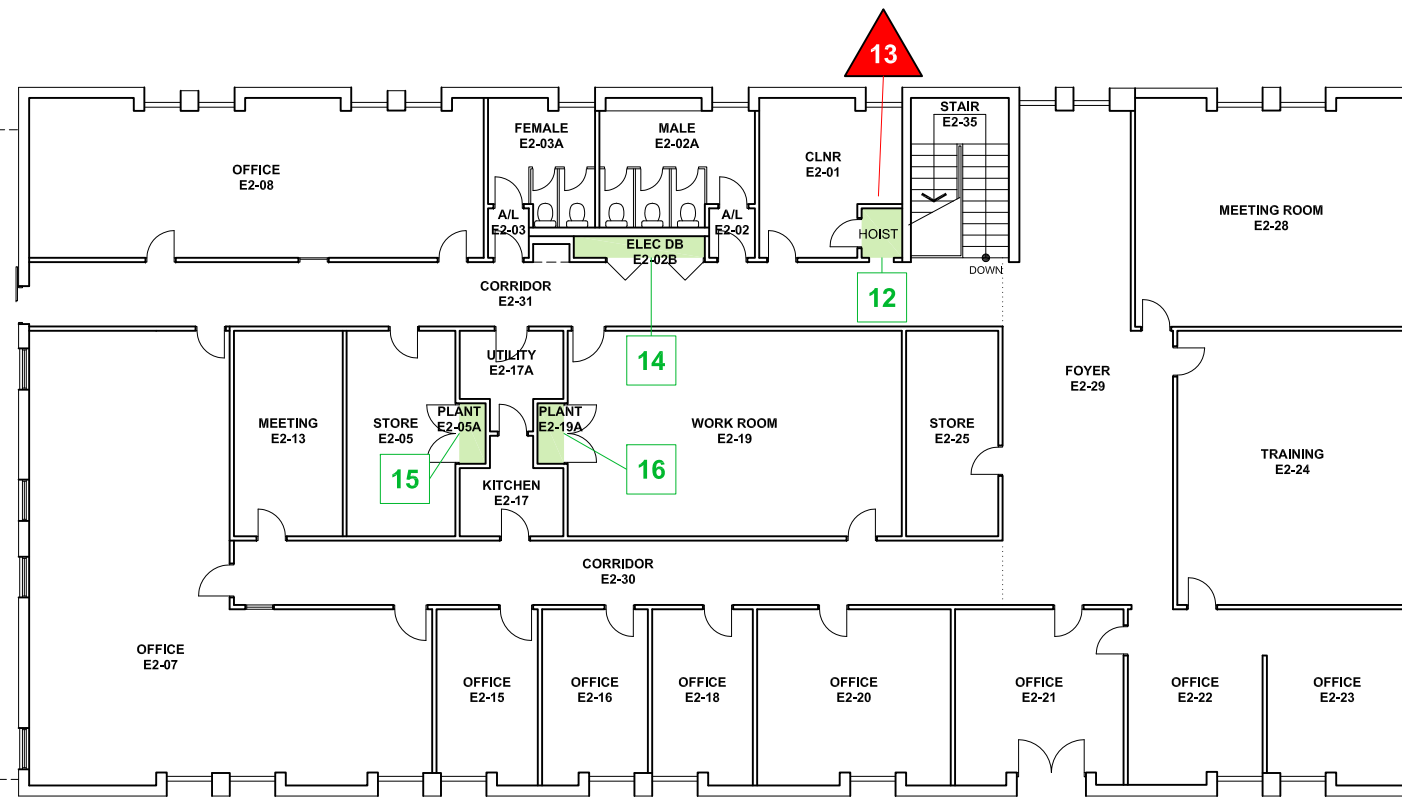 13
STAIR
E2-35
FEMALE
E2-03A
MALE
E2-02A
CLNR
E2-01
OFFICE
E2-08
MEETING ROOM
E2-28
A/L
E2-03
A/L
E2-02
HOIST
ELEC DB
E2-02B
DOWN
CORRIDOR
E2-31
12
14
UTILITY
E2-17A
FOYER
E2-29
PLANT
E2-05A
PLANT
E2-19A
MEETING
E2-13
STORE
E2-05
WORK ROOM
E2-19
STORE
E2-25
TRAINING
E2-24
15
16
KITCHEN
E2-17
CORRIDOR
E2-30
OFFICE
E2-07
OFFICE
E2-15
OFFICE
E2-16
OFFICE
E2-18
OFFICE
E2-20
OFFICE
E2-21
OFFICE
E2-22
OFFICE
E2-23